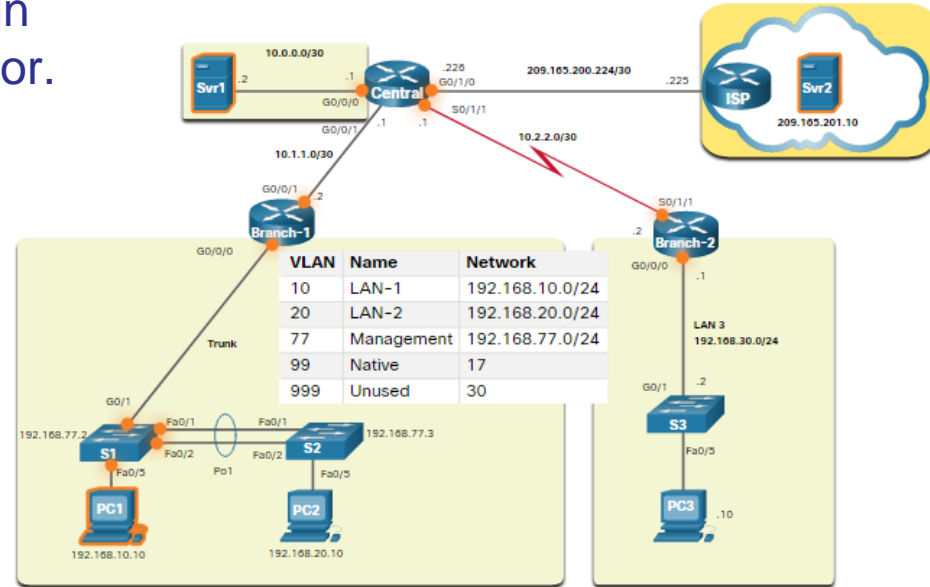 in
or.
10.0.0.0/30
Svr1
.2
.1
G0/0/0
Central
.226
G0/1/0
209.165.200.224/30
.225
ISP
Svr2
209.165.201.10
S0/1/1
G0/0/1
.1
.1
10.1.1.0/30
10.2.2.0/30
G0/0/1
.2
Branch-1
G0/0/0
S0/1/1
.2
Branch-2
G0/0/0
.1
VLAN Name Network
10 LAN-1 192.168.10.0/24
20 LAN-2 192.168.20.0/24
77 Management 192.168.77.0/24
99 Native 17
999 Unused 30
Trunk
LAN 3
192.168.30.0/24
G0/1
192.168.77.2
S1
Fa0/1
Fa0/1
Fa0/2
Fa0/2
Po1
S2
192.168.77.3
Fa0/5
Fa0/5
PC1
192.168.10.10
PC2
192.168.20.10
G0/1
.2
S3
Fa0/5
PC3
.10